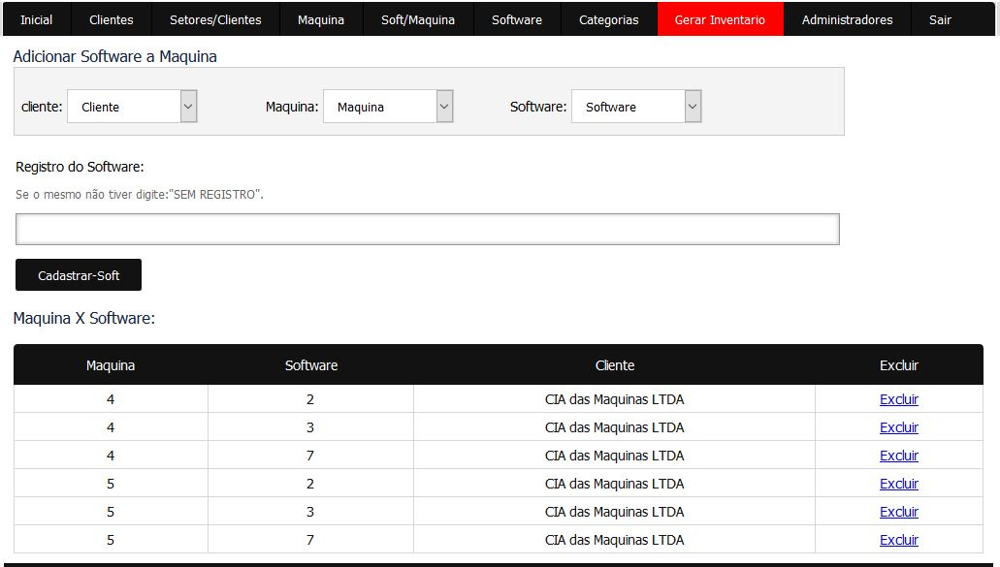 Inicial Clientes Setores/Clientes Maquina Soft/Maquina Software Categorias Gerar Inventario Administradores Sair
Adicionar Software a Maquina
cliente: Cliente Maquina: Maquina Software: Software
Registro do Software:
Se o mesmo não tiver digite:"SEM REGISTRO".
Cadastrar-Soft
Maquina X Software:
Maquina Software Cliente Excluir
4 2 CIA das Maquinas LTDA Excluir
4 3 CIA das Maquinas LTDA Excluir
4 7 CIA das Maquinas LTDA Excluir
5 2 CIA das Maquinas LTDA Excluir
5 3 CIA das Maquinas LTDA Excluir
5 7 CIA das Maquinas LTDA Excluir